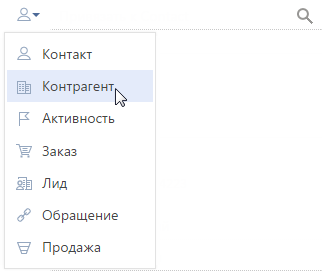 Контакт
Контрагент
Активность
Заказ
Лид
Обращение
Продажа